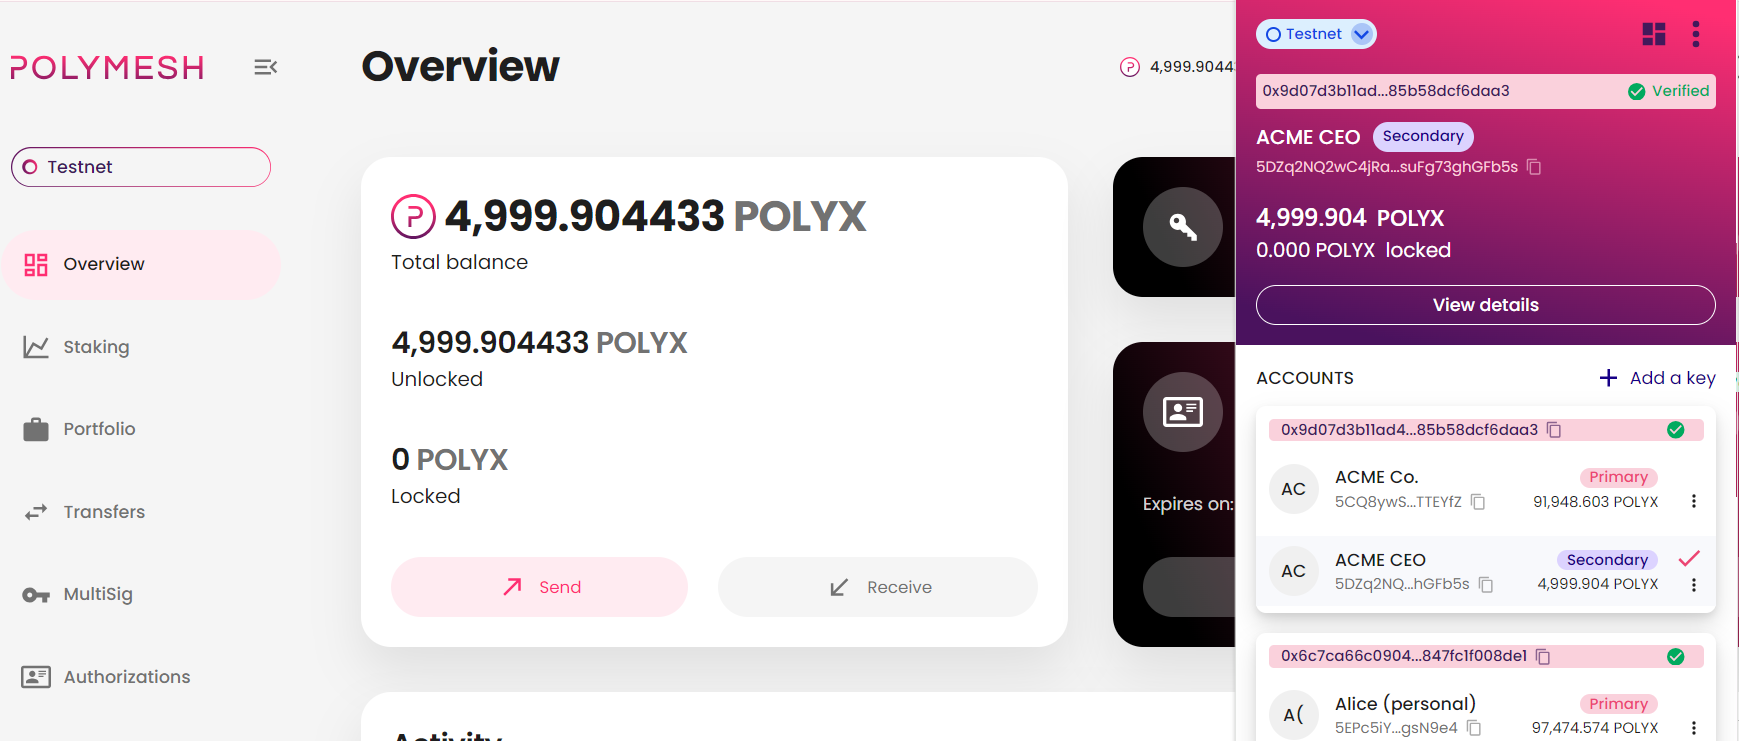 POLYMESH
Testnet
Overview
Staking
Portfolio
Transfers
MultiSig
Authorizations
Overview
4,999.9044
4,999.904433 POLYX
Total balance
4,999.904433 POLYX
Unlocked
0 POLYX
Locked
Send
Receive
Expires on:
Activity
Testnet
0x9d07d3b11ad...85b58dcf6daa3
Verified
ACME CEO
Secondary
5DZq2NQ2wC4jRa...suFg73ghGFb5s
4,999.904 POLYX
0.000 POLYX locked
View details
ACCOUNTS
+ Add a key
0x9d07d3b11ad4...85b58dcf6daa3
AC
ACME Co.
Primary
5CQ8ywS...TTEYfZ
91,948.603 POLYX
AC
ACME CEO
Secondary
5DZq2NQ...hGFb5s
4,999.904 POLYX
0x6c7ca66c0904...847fc1f008de1
A(
Alice (personal)
Primary
5EPc5iY...gsN9e4
97,474.574 POLYX